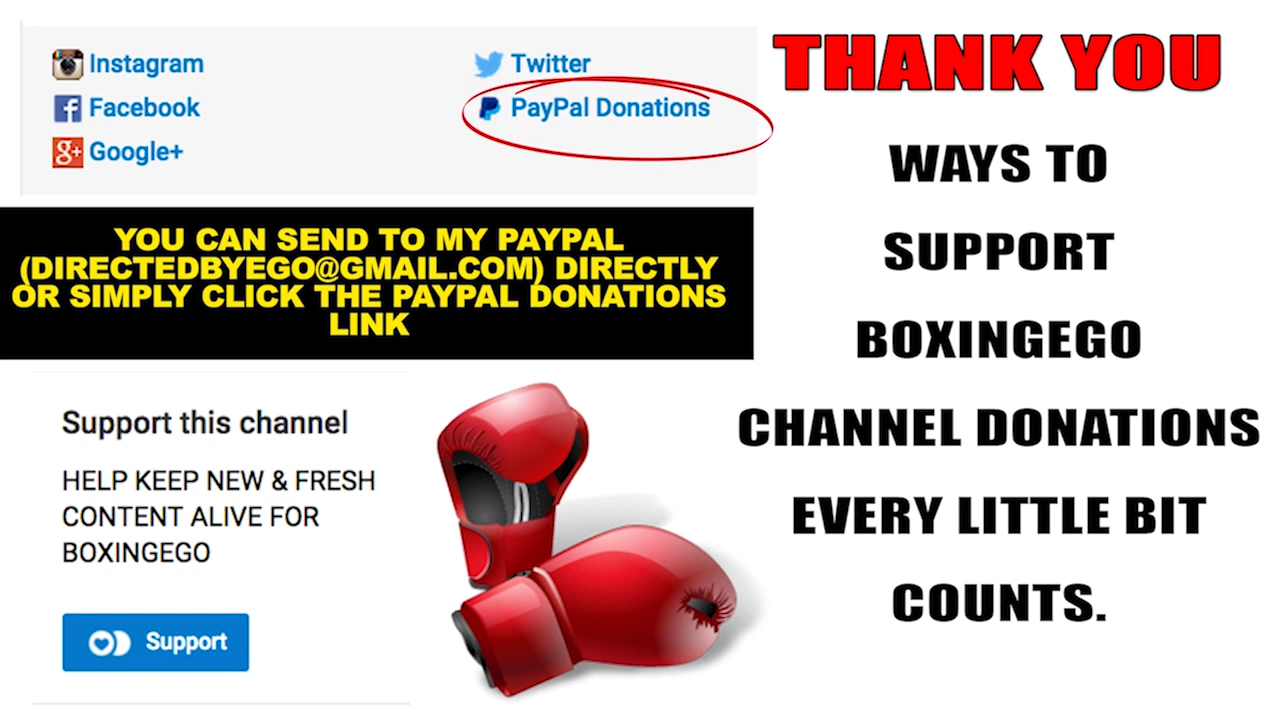 Instagram
Twitter
Facebook
PayPal Donations
Google+
YOU CAN SEND TO MY PAYPAL
(DIRECTEDBYEGO@GMAIL.COM) DIRECTLY
OR SIMPLY CLICK THE PAYPAL DONATIONS
LINK
Support this channel
HELP KEEP NEW & FRESH
CONTENT ALIVE FOR
BOXINGEGO
Support
THANK YOU
WAYS TO
SUPPORT
BOXINGEGO
CHANNEL DONATIONS
EVERY LITTLE BIT
COUNTS.